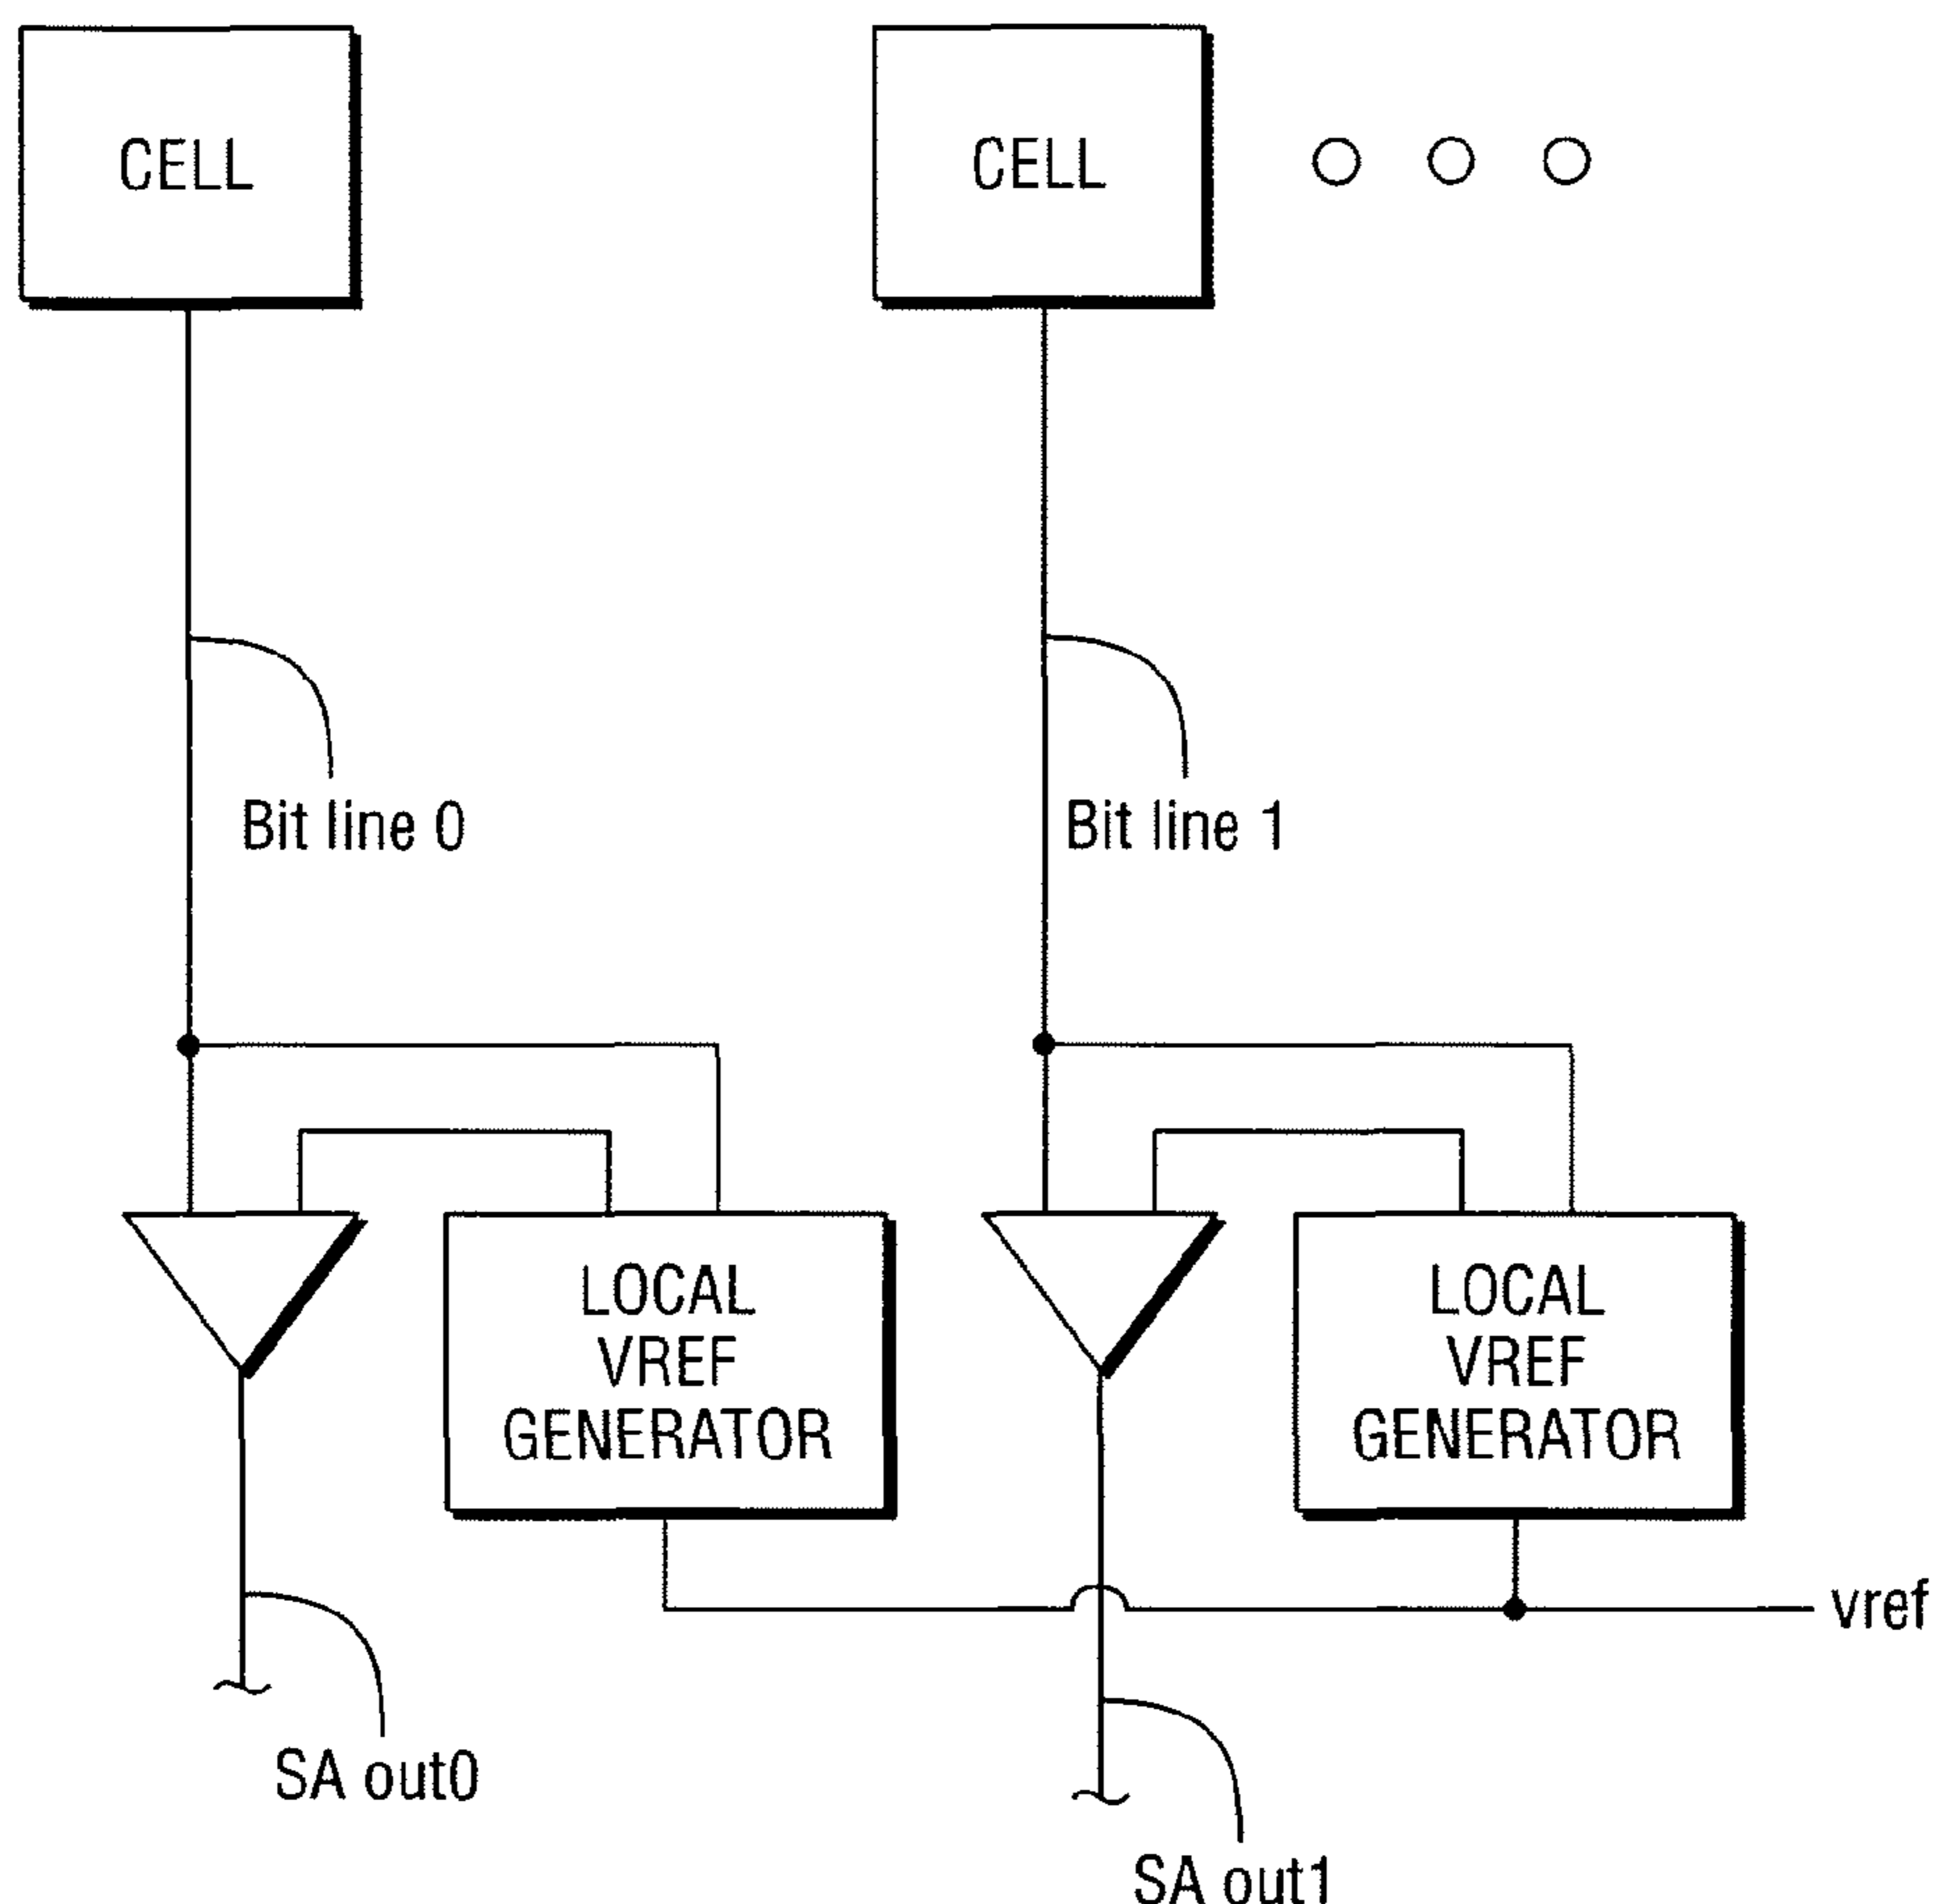 CELL
CELL
Bit line 0
Bit line 1
LOCAL
VREF
GENERATOR
LOCAL
VREF
GENERATOR
vref
SA out0
SA out1